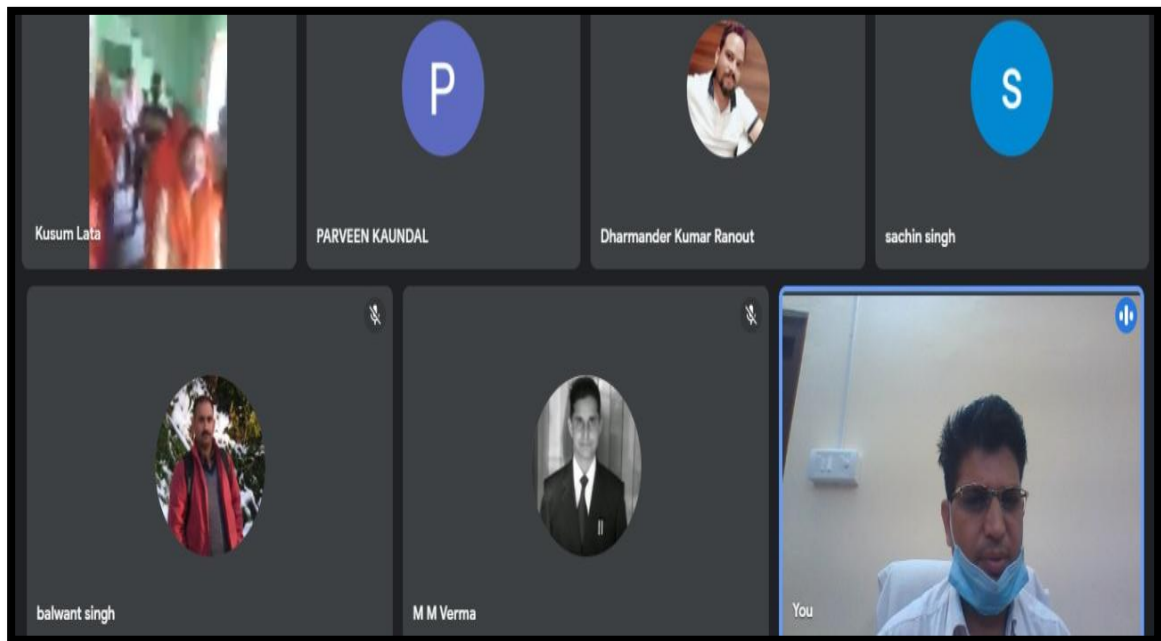 P
S
Kusum Lata
PARVEEN KAUNDAL
Dharmander Kumar Ranout
sachin singh
balwant singh
M M Verma
You